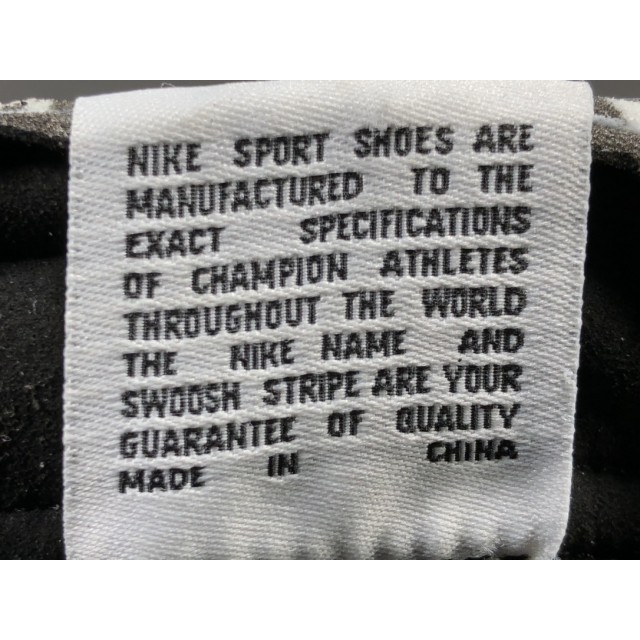 NIKE SPORT SHOES ARE
MANUFACTURED TO THE
EXACT SPECIFICATIONS
OF CHAMPION ATHLETES
THROUGHOUT THE WORLD
THE NIKE NAME AND
SWOOSH STRIPE ARE YOUR
GUARANTEE OF QUALITY
MADE IN CHINA